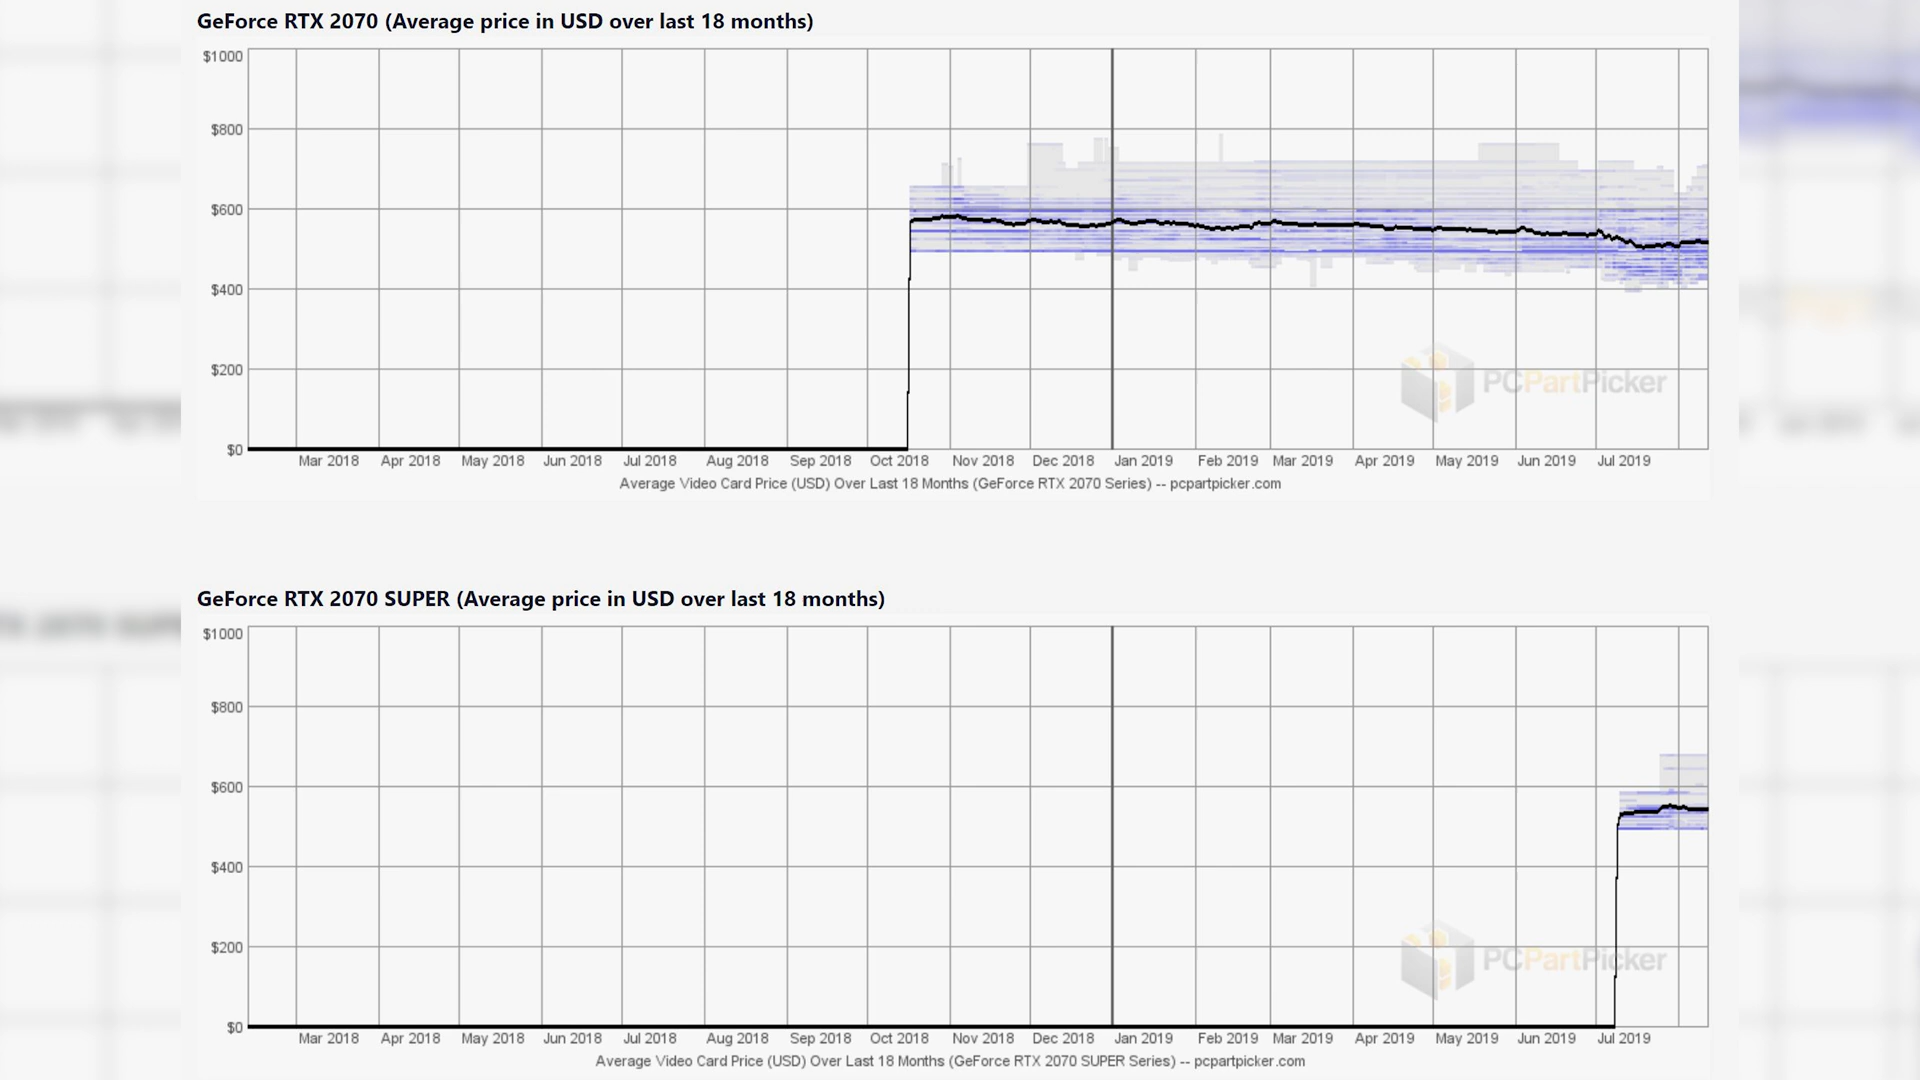 GeForce RTX 2070 (Average price in USD over last 18 months)
$1000
$800
$600
$400
$200
$0
PCPartPicker
Mar 2018 Apr 2018 May 2018 Jun 2018 Jul 2018 Aug 2018 Sep 2018 Oct 2018 Nov 2018 Dec 2018 Jan 2019 Feb 2019 Mar 2019 Apr 2019 May 2019 Jun 2019 Jul 2019
Average Video Card Price (USD) Over Last 18 Months (GeForce RTX 2070 Series) -- pcpartpicker.com
GeForce RTX 2070 SUPER (Average price in USD over last 18 months)
$1000
$800
$600
$400
$200
$0
PCPartPicker
Mar 2018 Apr 2018 May 2018 Jun 2018 Jul 2018 Aug 2018 Sep 2018 Oct 2018 Nov 2018 Dec 2018 Jan 2019 Feb 2019 Mar 2019 Apr 2019 May 2019 Jun 2019 Jul 2019
Average Video Card Price (USD) Over Last 18 Months (GeForce RTX 2070 SUPER Series) -- pcpartpicker.com